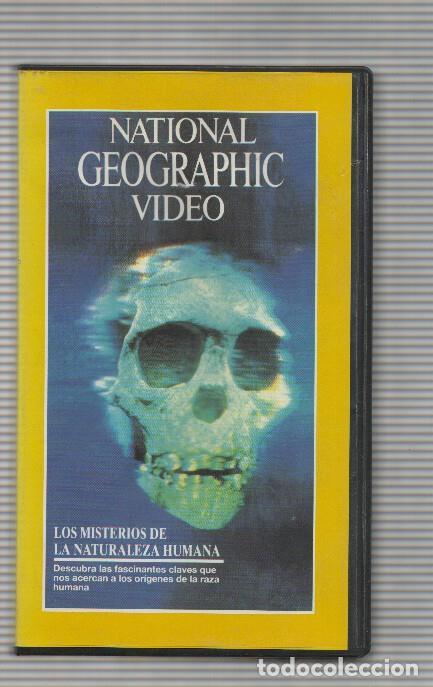 NATIONAL
GEOGRAPHIC
VIDEO
LOS MISTERIOS DE
LA NATURALEZA HUMANA
Descubra las fascinantes claves que
nos acercan a los orígenes de la raza
humana
todocoleccion